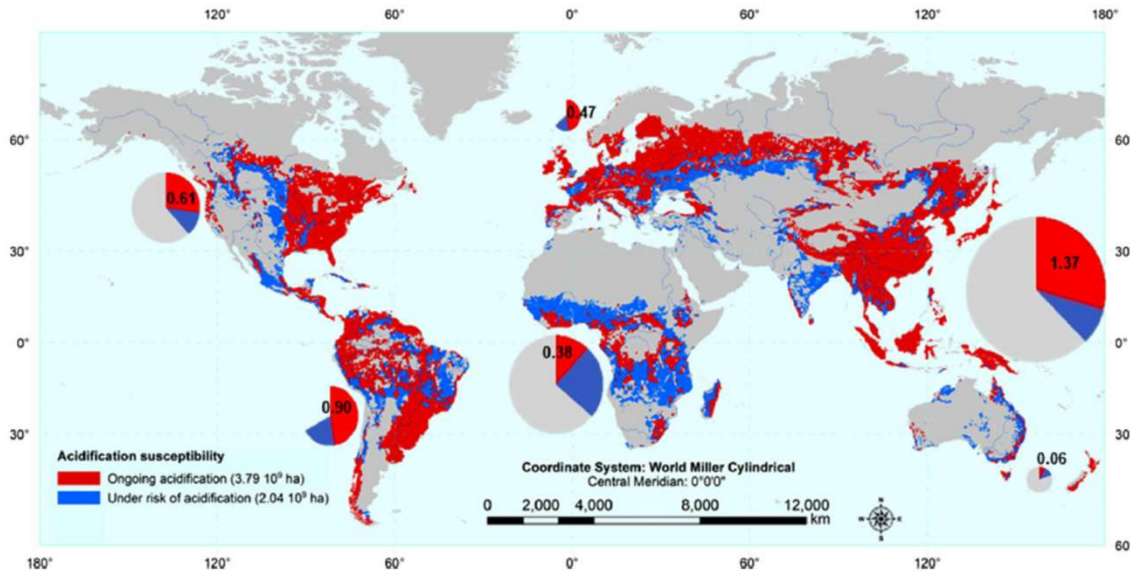 120° 60° 0° 60° 120° 180°
60° 60°
30° 30°
0° 0°
30° 30
0.47
0.61
1.37
0.38
0.90
0.06
Acidification susceptibility
Ongoing acidification (3.79 10⁹ ha)
Under risk of acidification (2.04 10⁹ ha)
Coordinate System: World Miller Cylindrical
Central Meridian: 0°0'0"
0 2,000 4,000 8,000 12,000
km
N
W E
S
180° 120° 60° 0° 60° 120° 60